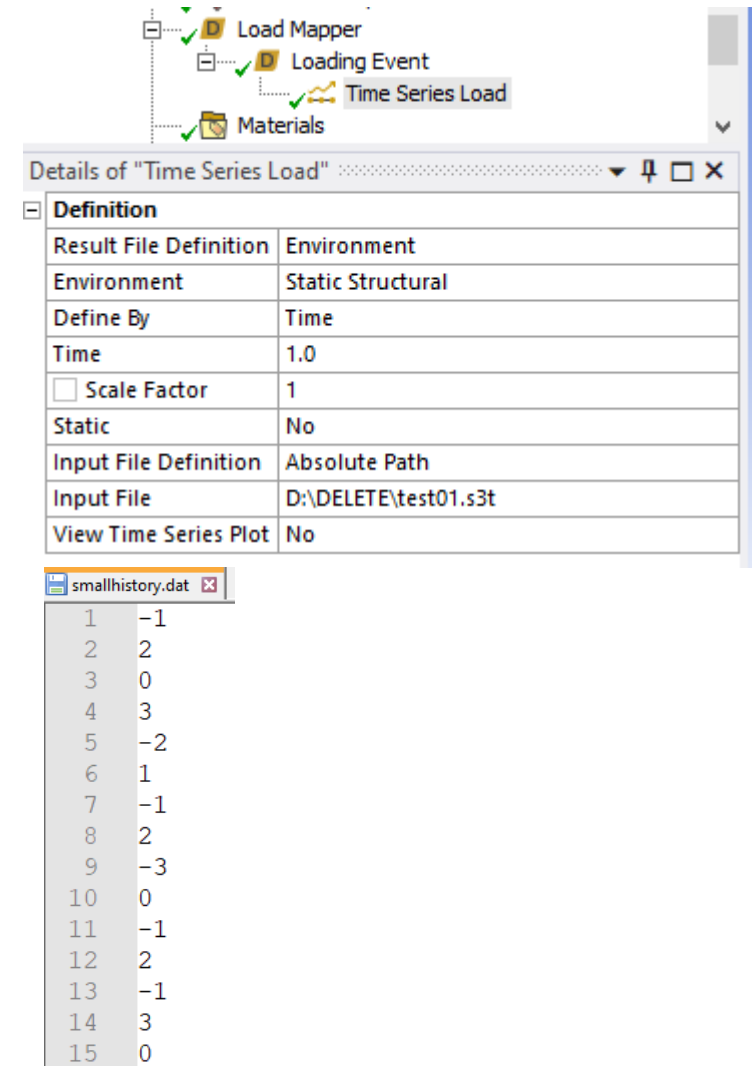 Load Mapper
Loading Event
Time Series Load
Materials
Details of "Time Series Load"
Definition
Result File Definition Environment
Environment Static Structural
Define By Time
Time 1.0
Scale Factor 1
Static No
Input File Definition Absolute Path
Input File D:\DELETE\test01.s3t
View Time Series Plot No
smallhistory.dat
1 -1
2 2
3 0
4 3
5 -2
6 1
7 -1
8 2
9 -3
10 0
11 -1
12 2
13 -1
14 3
15 0